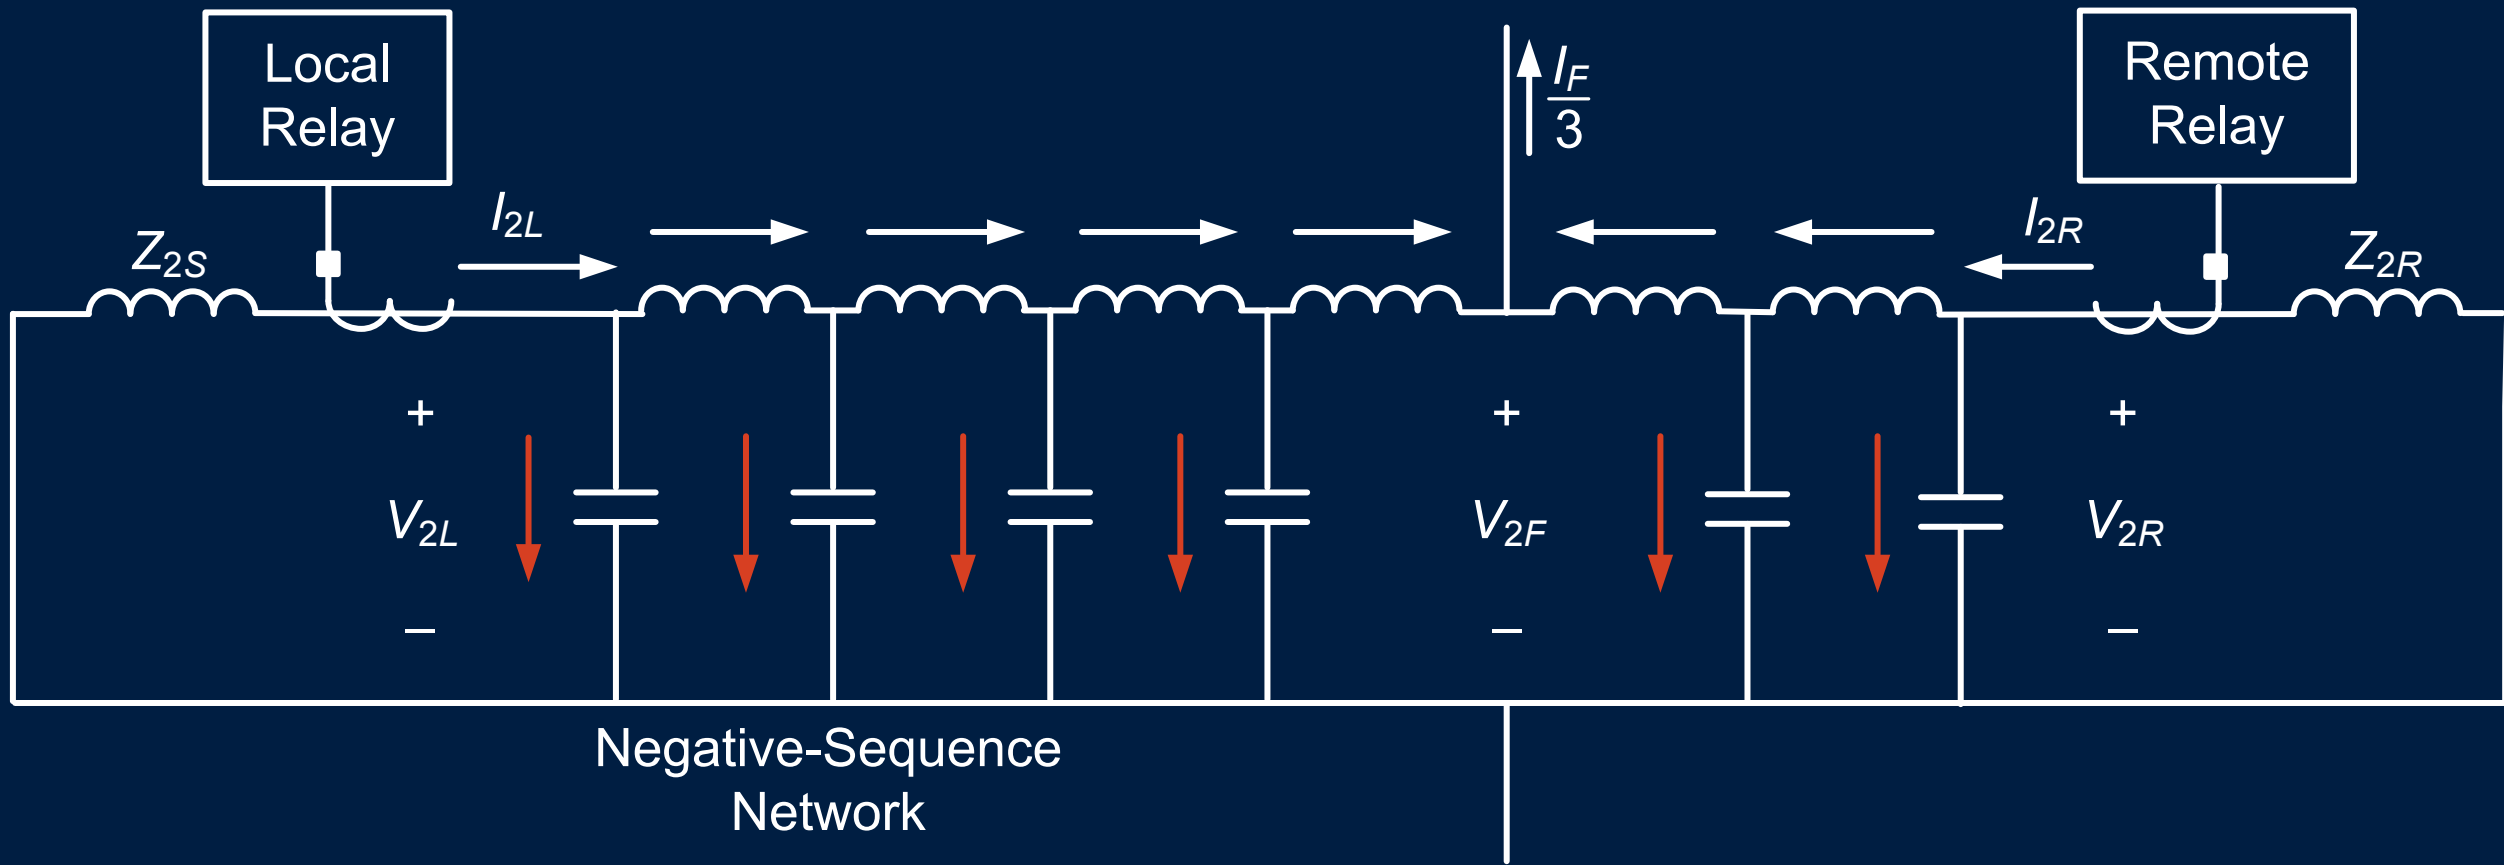 Local
Relay
I_F
3
Remote
Relay
I_2L
I_2R
Z_2S
Z_2R
+
+
+
V_2L
V_2F
V_2R
–
–
–
Negative-Sequence
Network